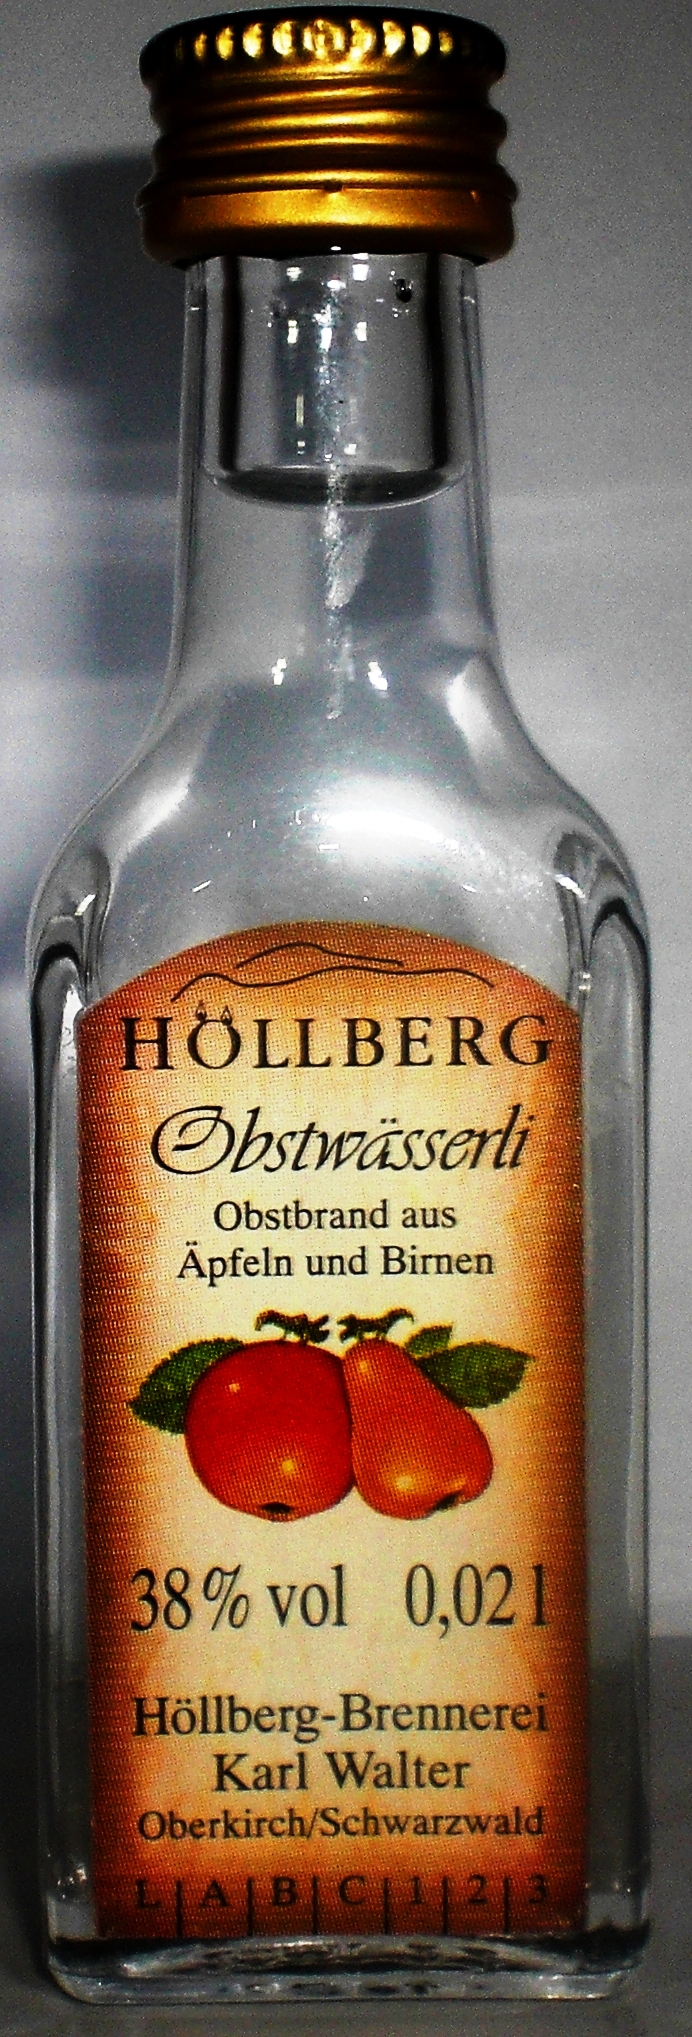 HÖLLBERG
Obstwässerli
Obstbrand aus
Äpfeln und Birnen
38% vol 0,02 l
Höllberg-Brennerei
Karl Walter
Oberkirch/Schwarzwald
L | A | B | C | 1 | 2 | 3